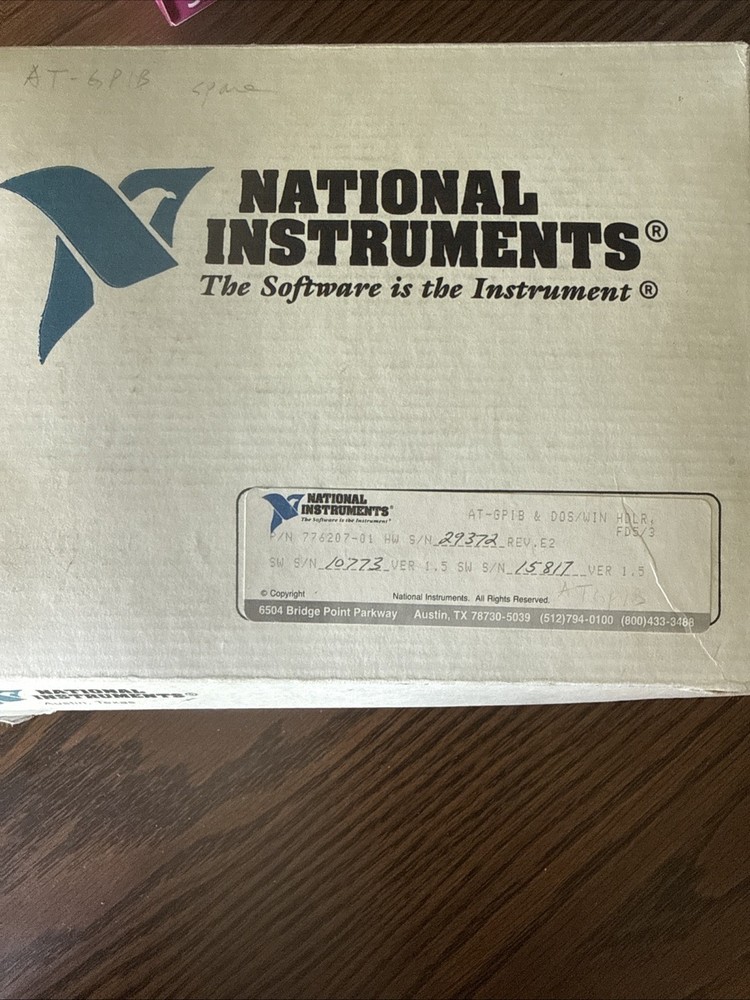 AT-GPIB spare
NATIONAL
INSTRUMENTS®
The Software is the Instrument®
NATIONAL
INSTRUMENTS®
The Software is the Instrument®
AT-GPIB & DOS/WIN HDLR,
FD5/3
P/N 776207-01 HW S/N 29372 REV.E2
SW S/N 10773 VER 1.5 SW S/N 15817 VER 1.5
© Copyright National Instruments. All Rights Reserved.
6504 Bridge Point Parkway Austin, TX 78730-5039 (512)794-0100 (800)433-3488
NATIONAL
INSTRUMENTS®
Austin, Texas